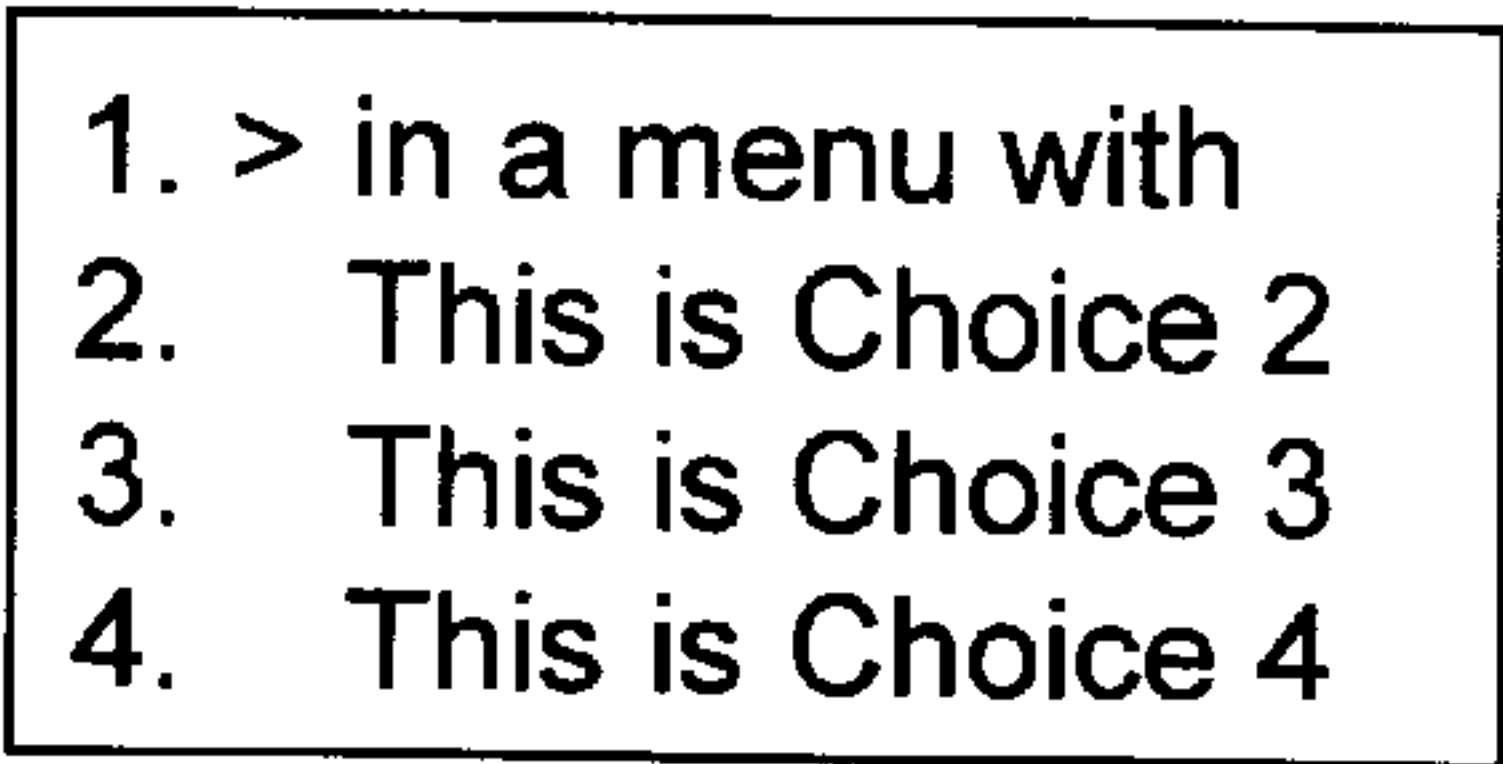 1. > in a menu with
2. This is Choice 2
3. This is Choice 3
4. This is Choice 4